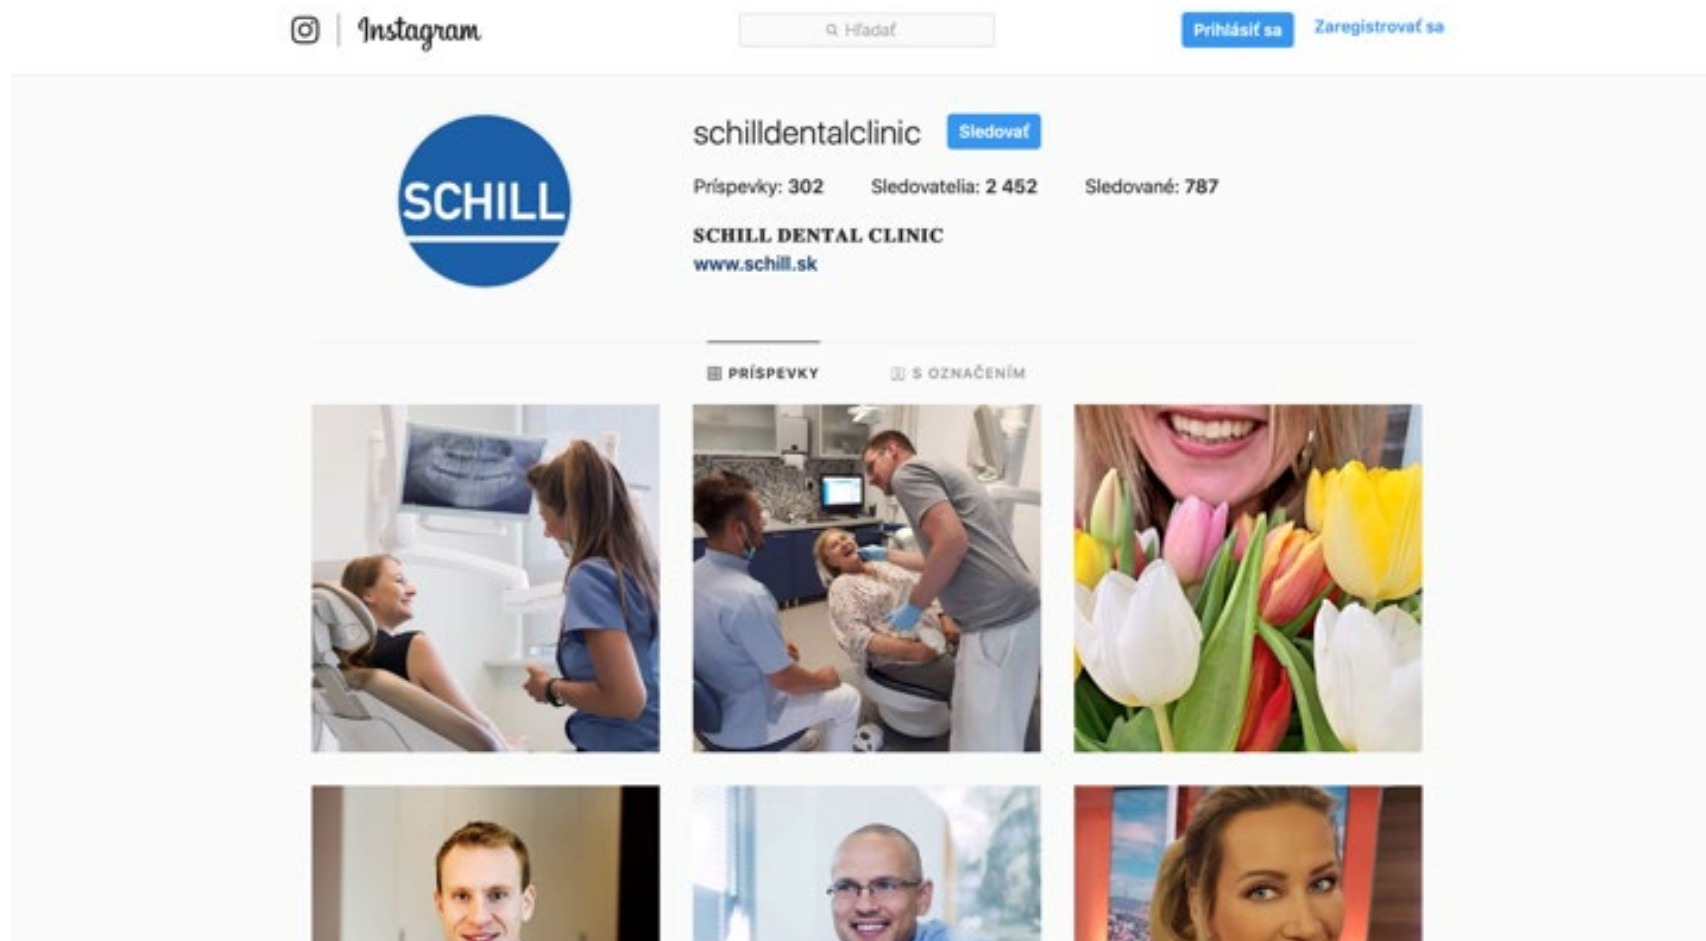 Instagram
Hľadať
Prihlásiť sa
Zaregistrovať sa
SCHILL
schilldentalclinic
Sledovať
Príspevky: 302 Sledovatelia: 2 452 Sledované: 787
SCHILL DENTAL CLINIC
www.schill.sk
PRÍSPEVKY
S OZNAČENÍM